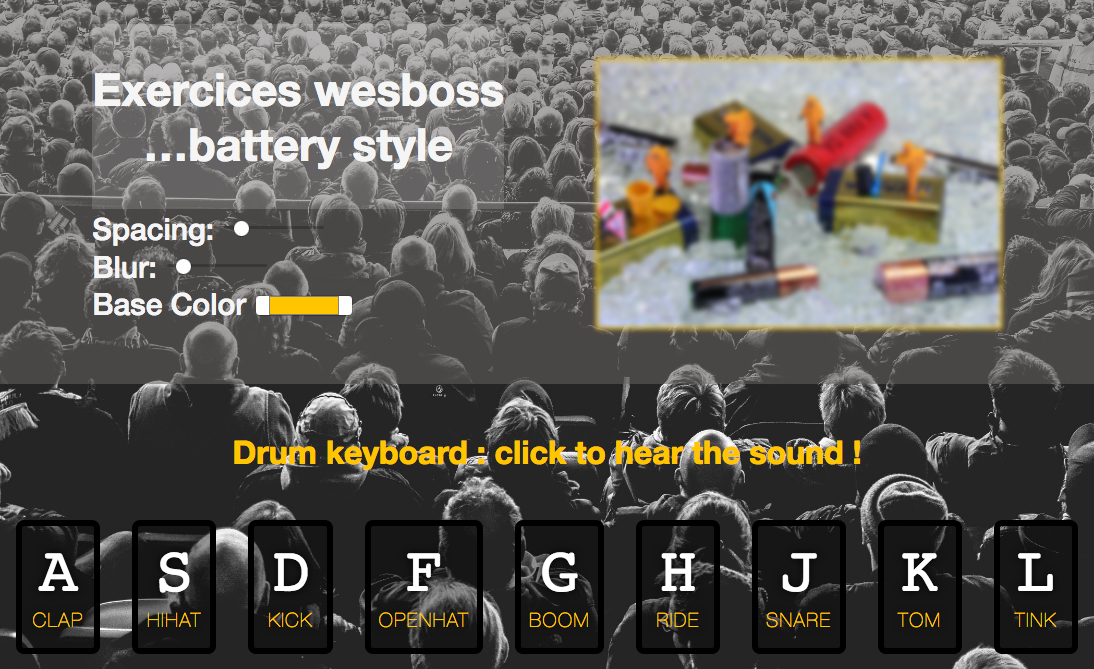 Exercices wesboss
...battery style
Spacing:
Blur:
Base Color
Drum keyboard : click to hear the sound !
A S D F G H J K L
CLAP HIHAT KICK OPENHAT BOOM RIDE SNARE TOM TINK